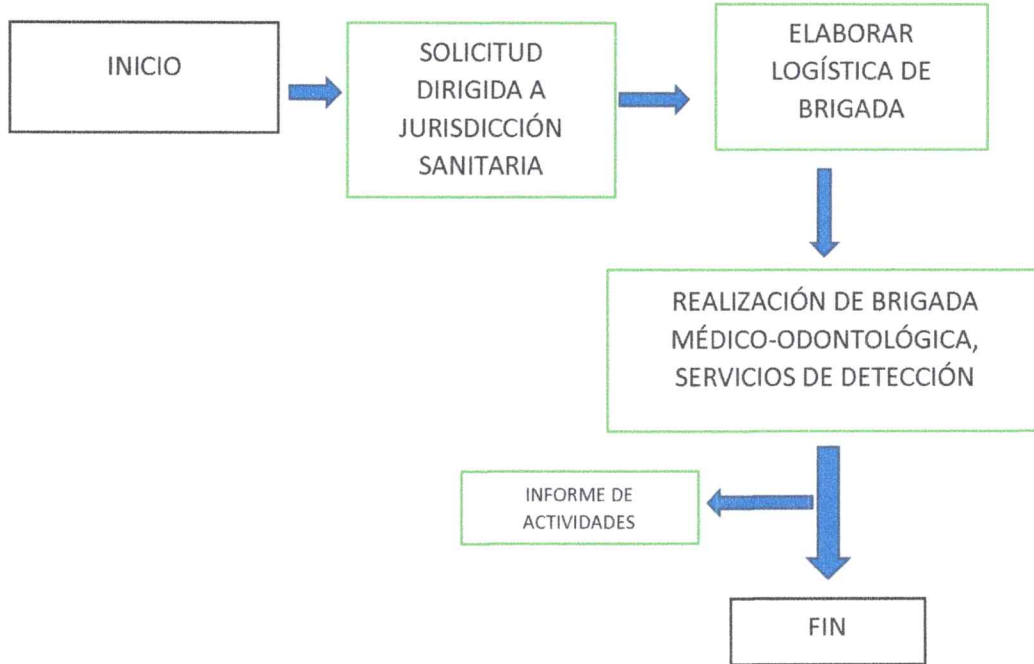 INICIO
SOLICITUD
DIRIGIDA A
JURISDICCIÓN
SANITARIA
ELABORAR
LOGÍSTICA DE
BRIGADA
REALIZACIÓN DE BRIGADA
MÉDICO-ODONTOLÓGICA,
SERVICIOS DE DETECCIÓN
INFORME DE
ACTIVIDADES
FIN